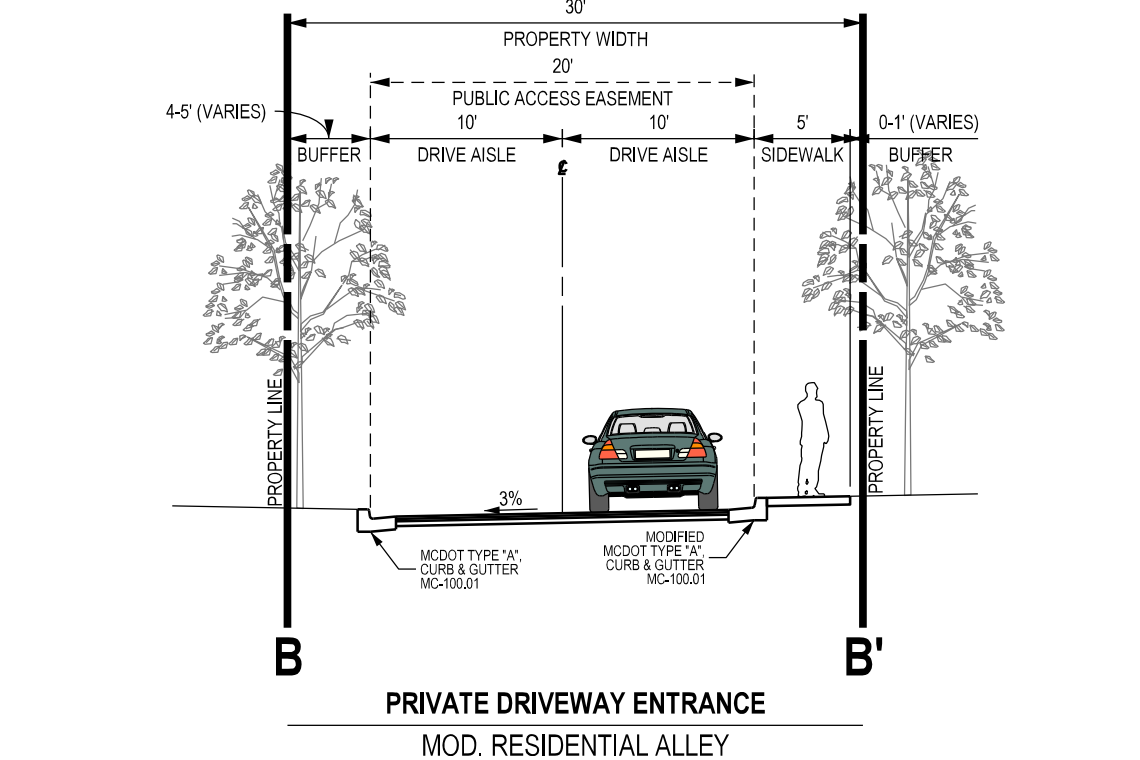 30'
PROPERTY WIDTH
20'
PUBLIC ACCESS EASEMENT
4-5' (VARIES)
10'
10'
5'
0-1' (VARIES)
BUFFER
DRIVE AISLE
DRIVE AISLE
SIDEWALK
BUFFER
℄
PROPERTY LINE
PROPERTY LINE
3%
MCDOT TYPE "A",
CURB & GUTTER
MC-100.01
MODIFIED
MCDOT TYPE "A",
CURB & GUTTER
MC-100.01
B
B'
PRIVATE DRIVEWAY ENTRANCE
MOD. RESIDENTIAL ALLEY